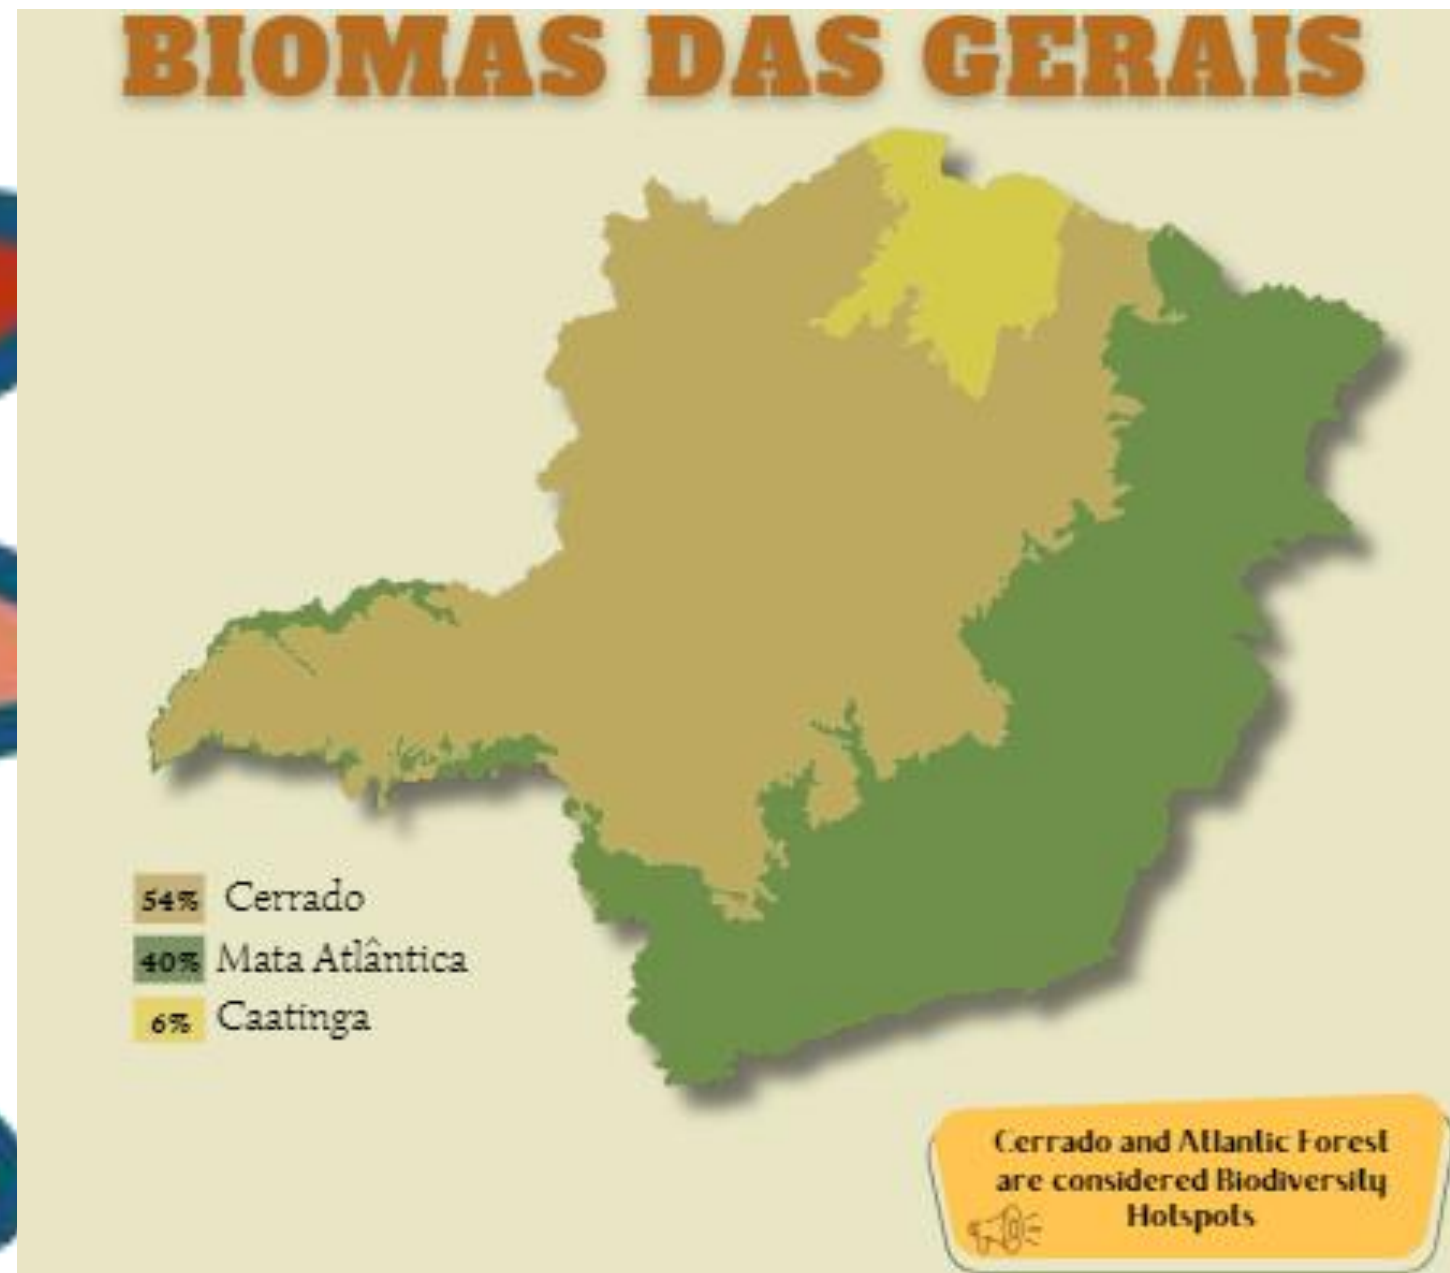 BIOMAS DAS GERAIS
54% Cerrado
40% Mata Atlântica
6% Caatinga
Cerrado and Atlantic Forest
are considered Biodiversity
Hotspots